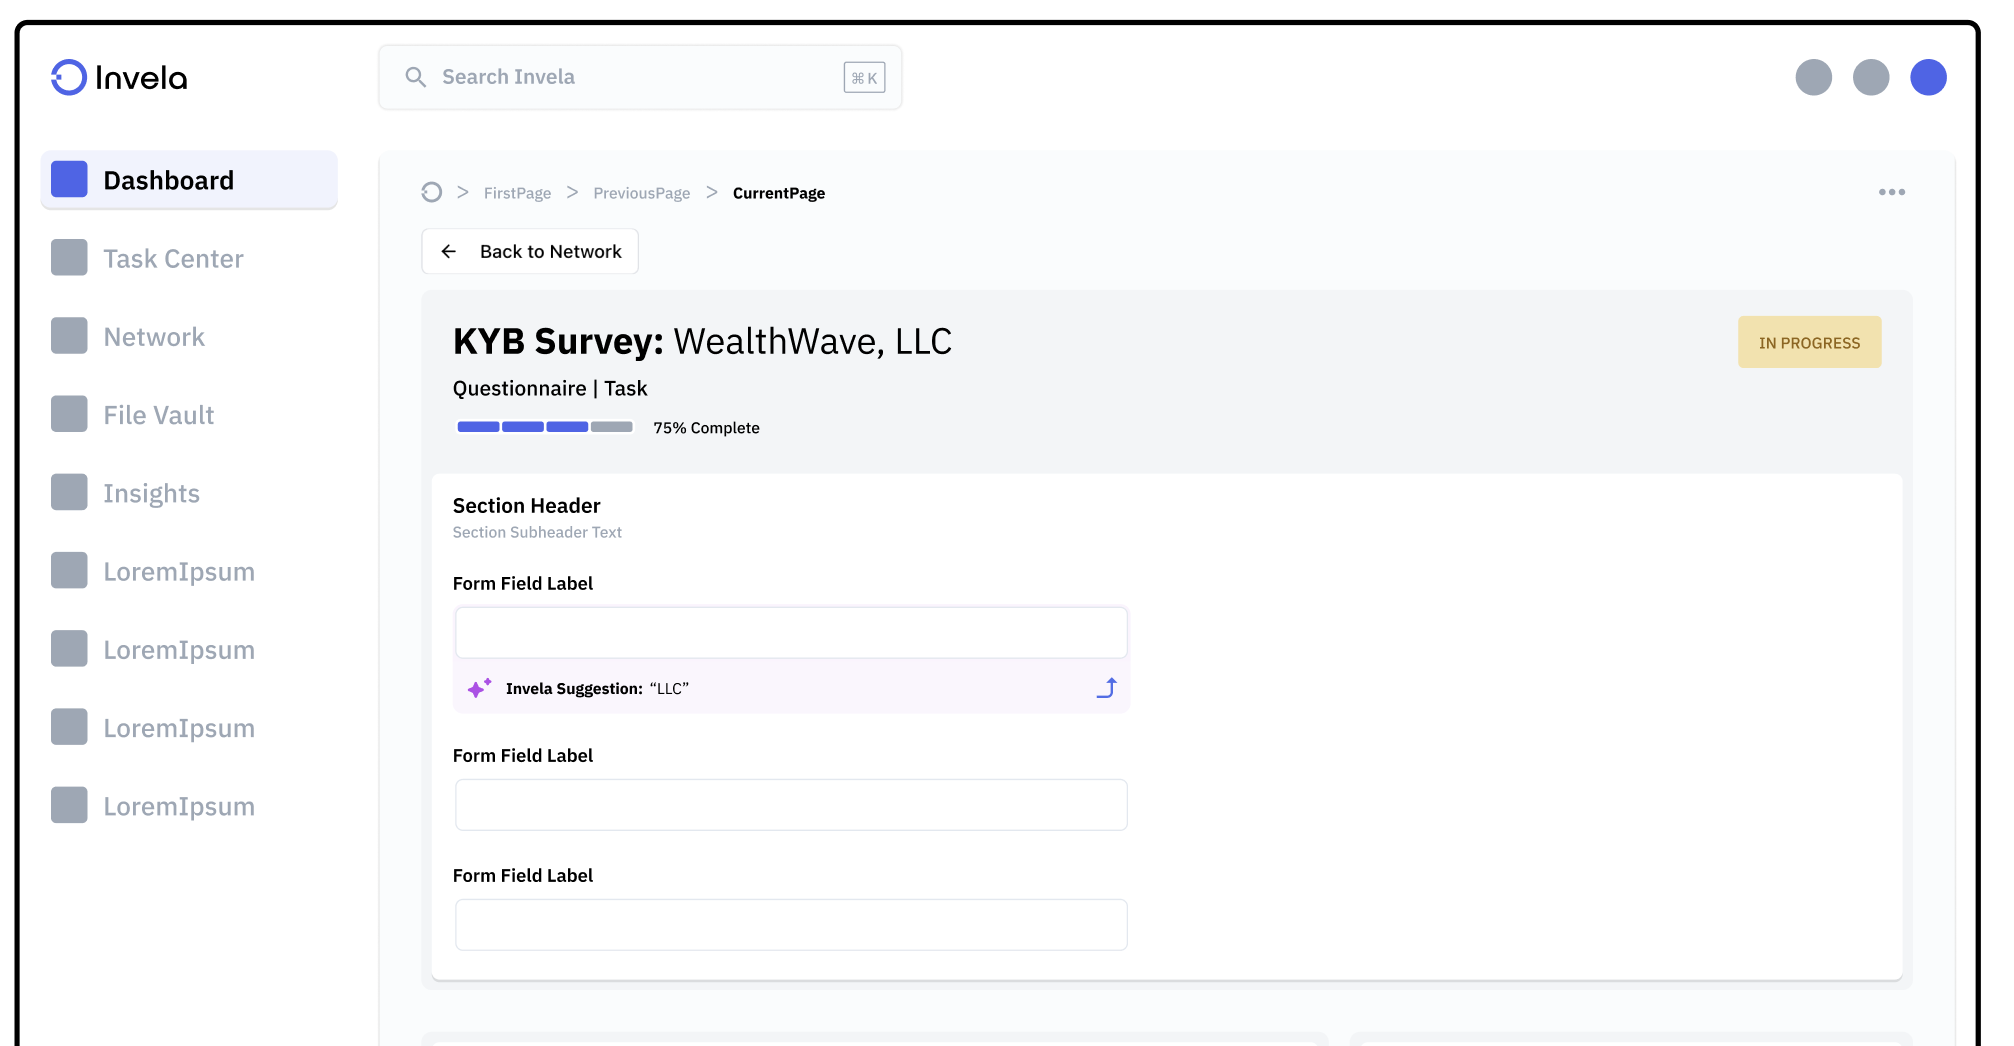 Invela
Search Invela
⌘ K
Dashboard
Task Center
Network
File Vault
Insights
LoremIpsum
LoremIpsum
LoremIpsum
LoremIpsum
> FirstPage > PreviousPage > CurrentPage
Back to Network
KYB Survey: WealthWave, LLC
IN PROGRESS
Questionnaire | Task
75% Complete
Section Header
Section Subheader Text
Form Field Label
Invela Suggestion: “LLC”
Form Field Label
Form Field Label